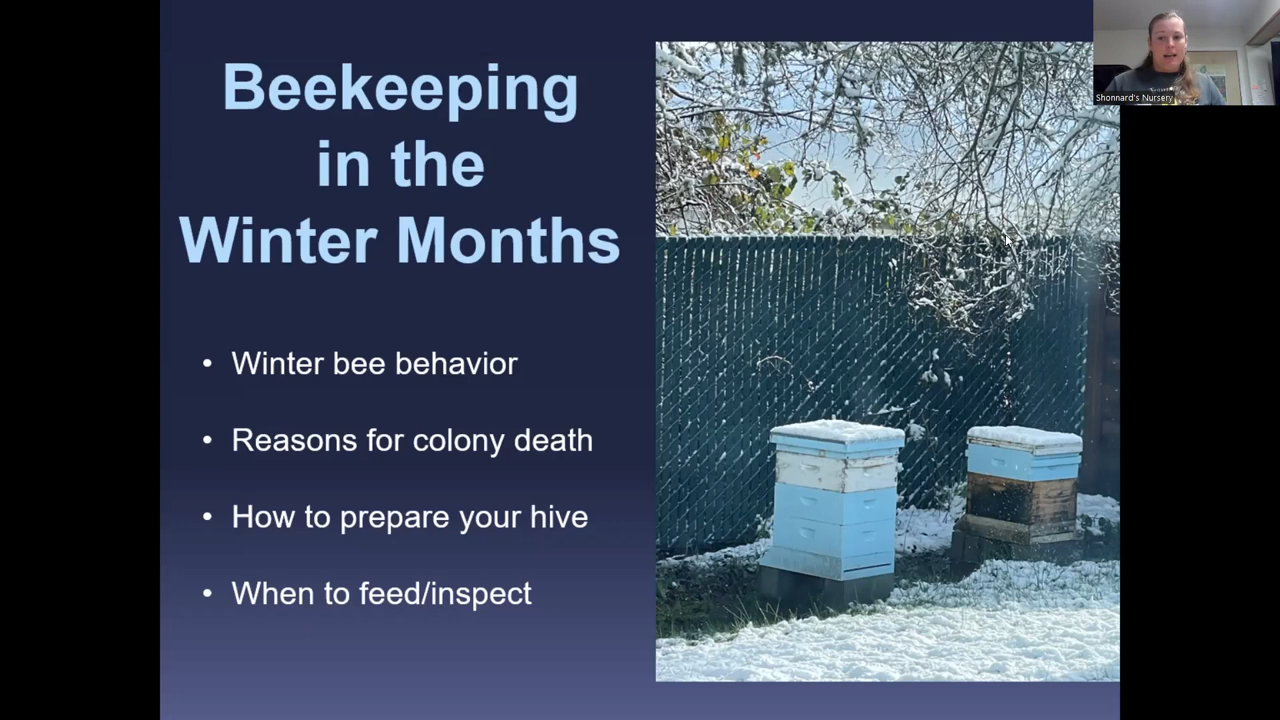 Beekeeping
in the
Winter Months
• Winter bee behavior
• Reasons for colony death
• How to prepare your hive
• When to feed/inspect
Shonnard's Nursery